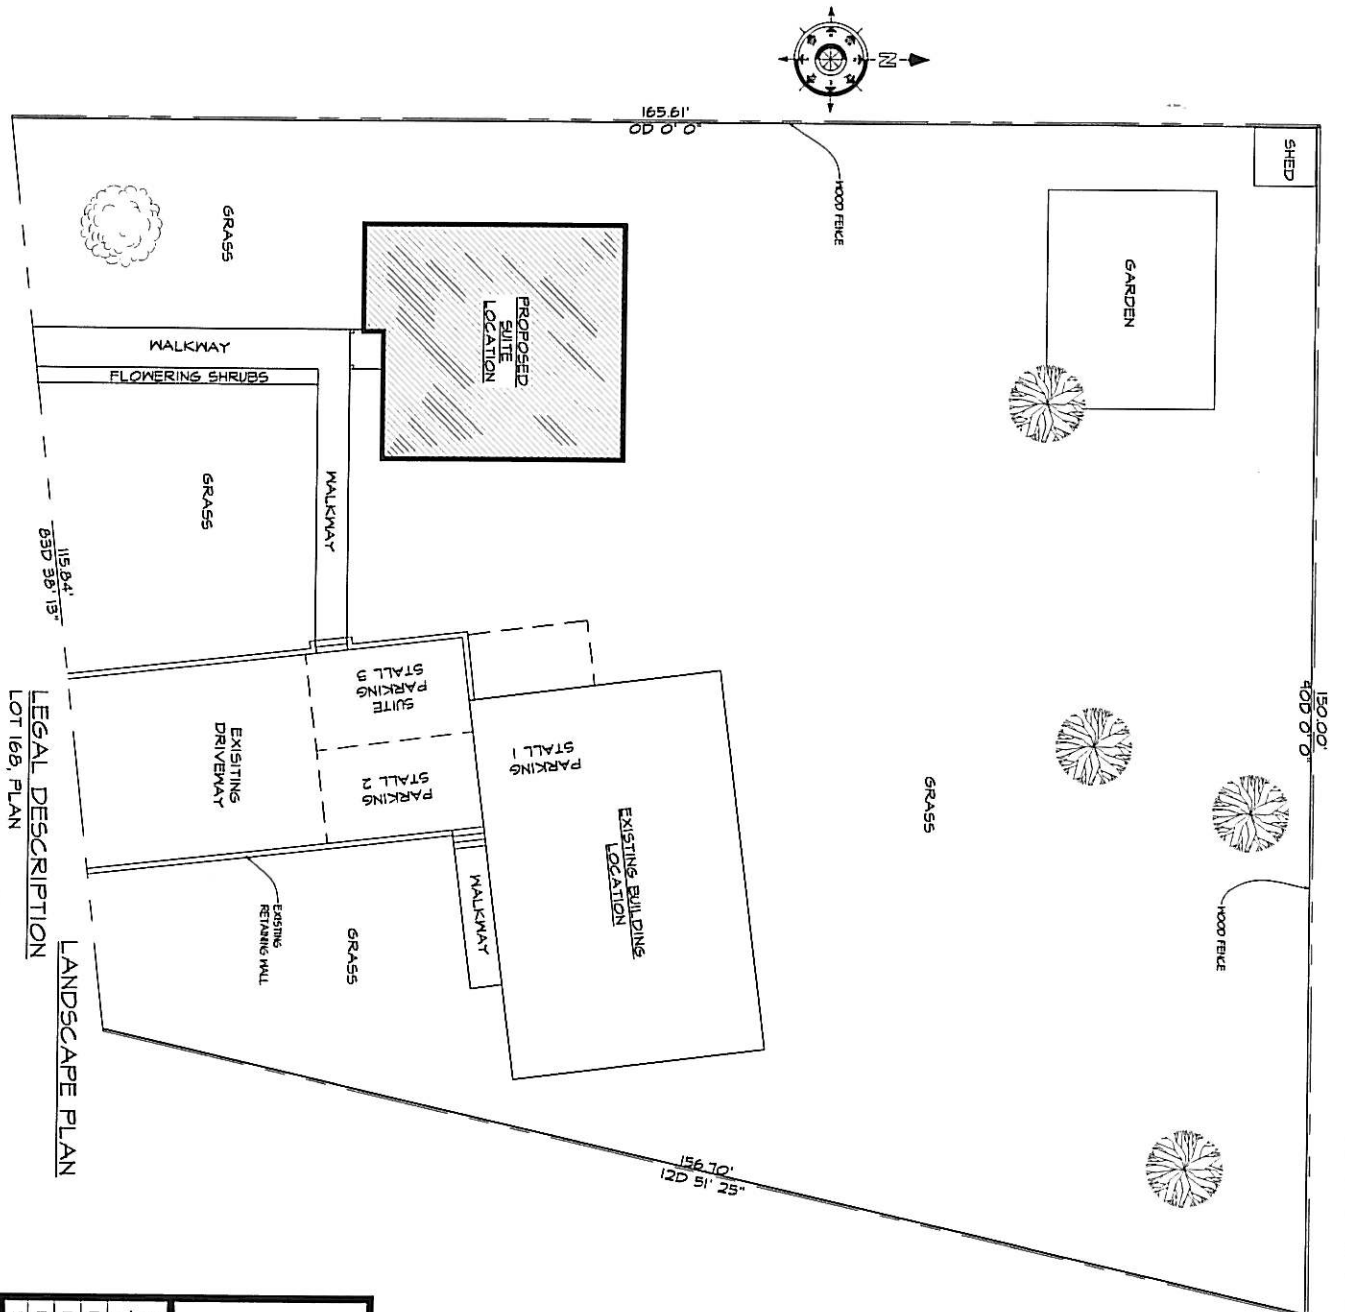 N
165.61'
0D 0' 0"
SHED
WOOD FENCE
GARDEN
GRASS
PROPOSED
SUITE
LOCATION
WALKWAY
FLOWERING SHRUBS
WALKWAY
GRASS
115.84'
83D 38' 13"
150.00'
90D 0' 0"
SUITE
PARKING
STALL 3
PARKING
STALL 2
PARKING
STALL 1
EXISITING
DRIVEWAY
EXISTING BUILDING
LOCATION
GRASS
WALKWAY
EXISTING
RETAINING WALL
GRASS
WOOD FENCE
156.70'
12D 51' 25"
LEGAL DESCRIPTION
LOT 16B, PLAN
LANDSCAPE PLAN